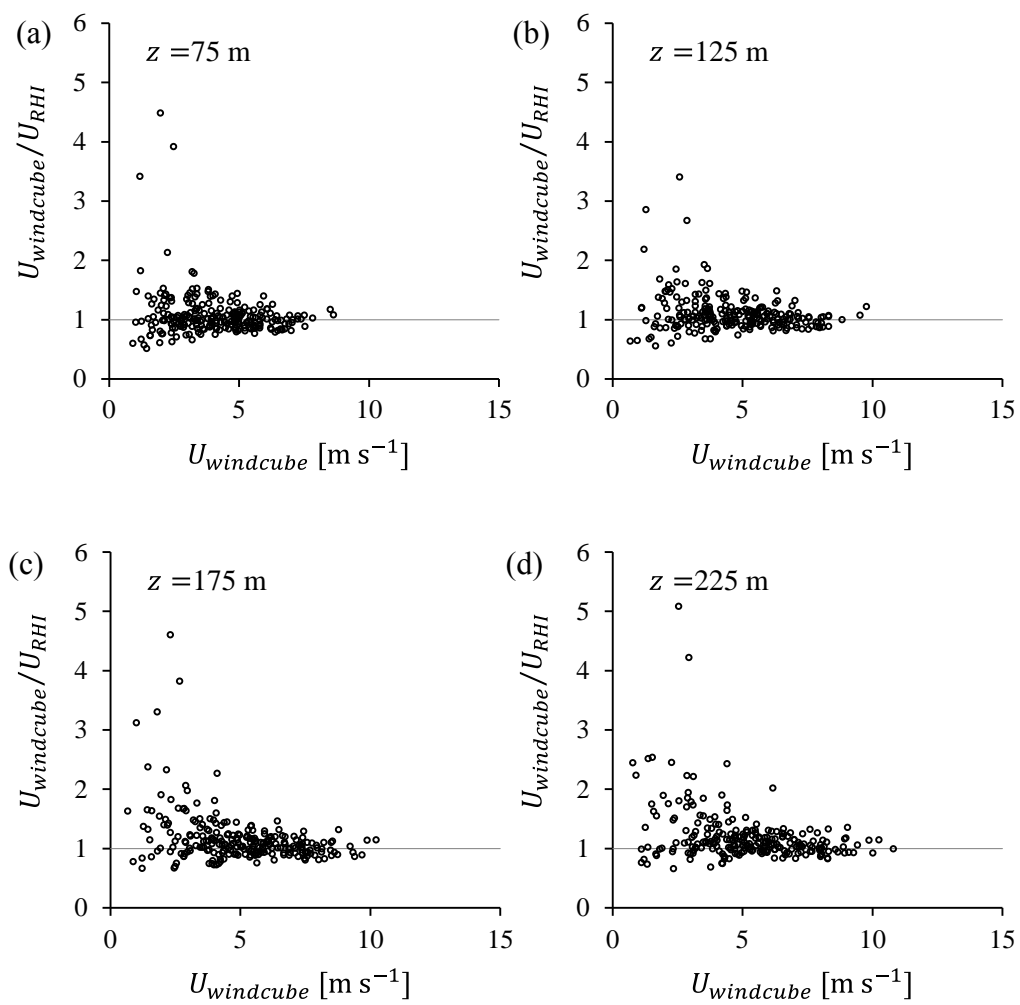 (a)
z =75 m
6
5
4
3
2
1
0
0 5 10 15
U_windcube/U_RHI
U_windcube [m s⁻¹]
(b)
z =125 m
6
5
4
3
2
1
0
0 5 10 15
U_windcube/U_RHI
U_windcube [m s⁻¹]
(c)
z =175 m
6
5
4
3
2
1
0
0 5 10 15
U_windcube/U_RHI
U_windcube [m s⁻¹]
(d)
z =225 m
6
5
4
3
2
1
0
0 5 10 15
U_windcube/U_RHI
U_windcube [m s⁻¹]